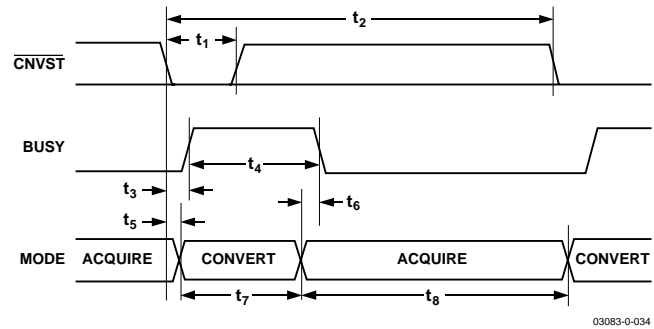 t2
t1
CNVST
BUSY
t4
t3
t6
t5
MODE ACQUIRE CONVERT ACQUIRE CONVERT
t7 t8
03083-0-034